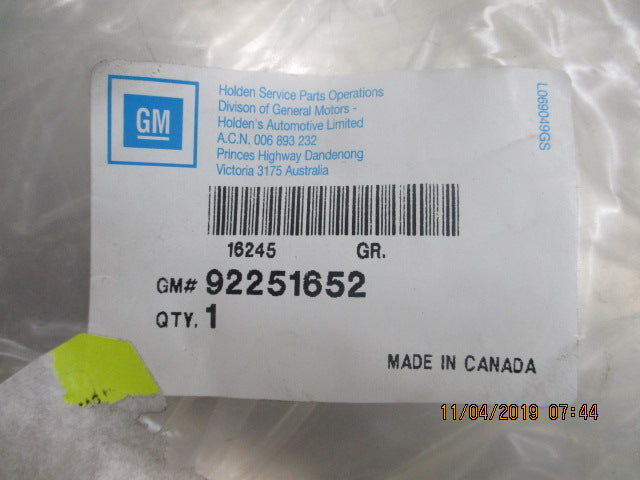 GM
Holden Service Parts Operations
Divison of General Motors -
Holden's Automotive Limited
A.C.N. 006 893 232
Princes Highway Dandenong
Victoria 3175 Australia
L069049GS
16245 GR.
GM# 92251652
QTY. 1
MADE IN CANADA
11/04/2019 07:44